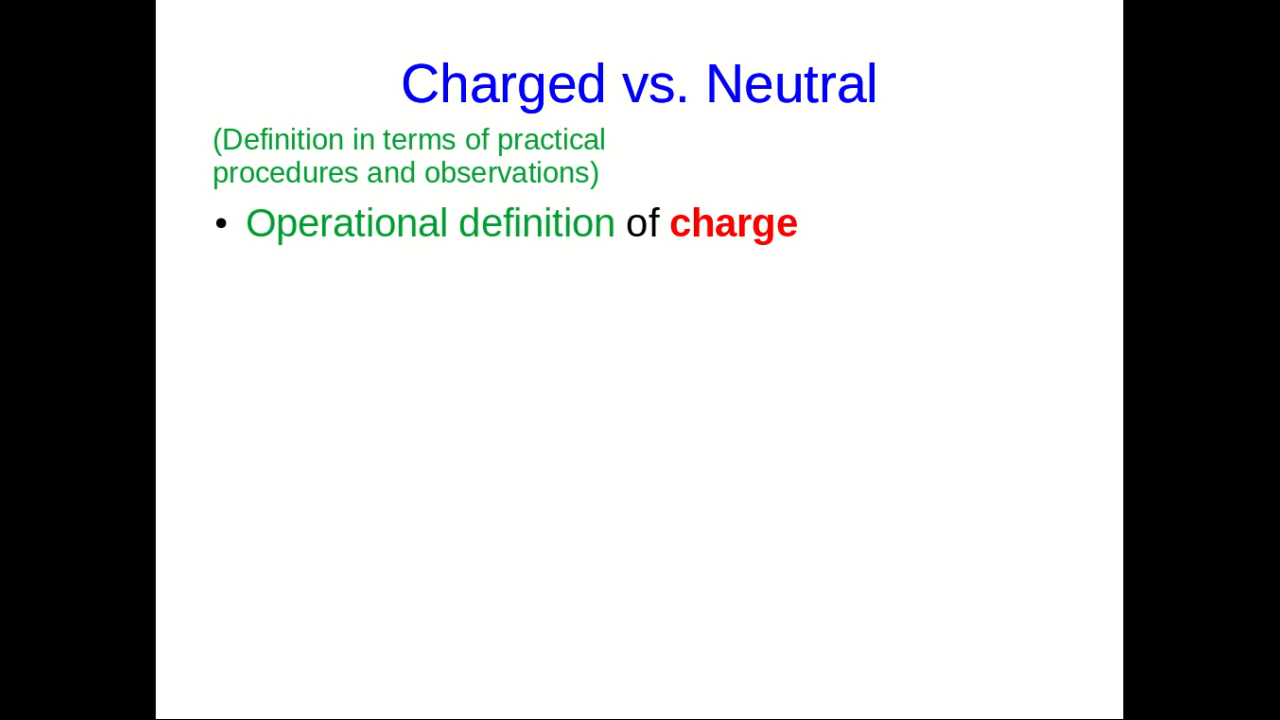 Charged vs. Neutral
(Definition in terms of practical
procedures and observations)
• Operational definition of charge